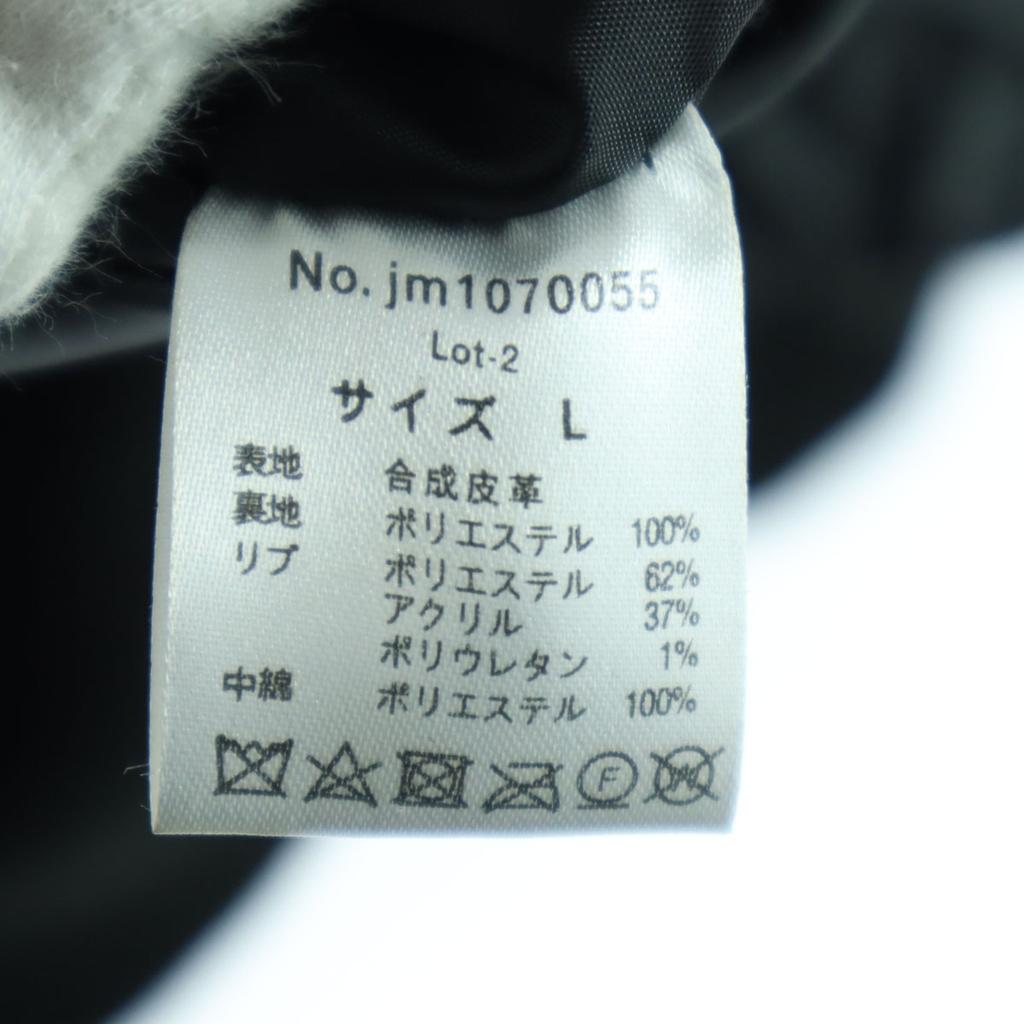 No. jm1070055
Lot-2
サイズ L
表地 合成皮革
裏地 ポリエステル 100%
リブ ポリエステル 62%
アクリル 37%
ポリウレタン 1%
中綿 ポリエステル 100%
F W